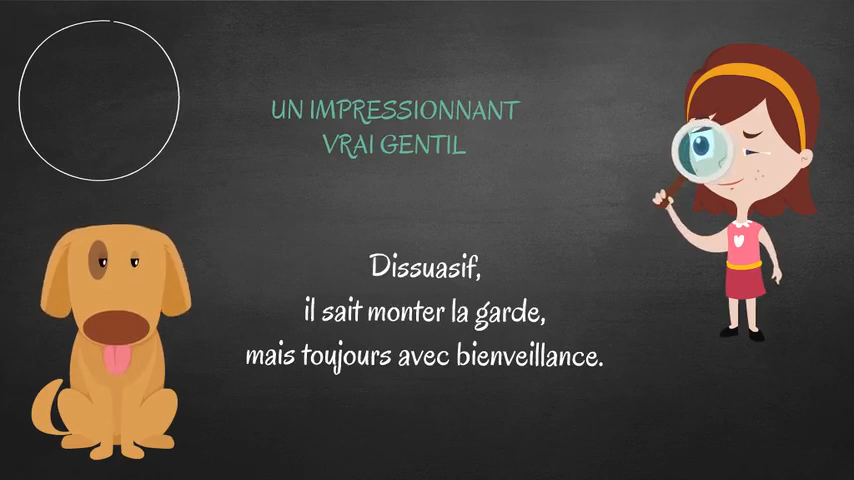 UN IMPRESSIONNANT
VRAI GENTIL
Dissuasif,
il sait monter la garde,
mais toujours avec bienveillance.